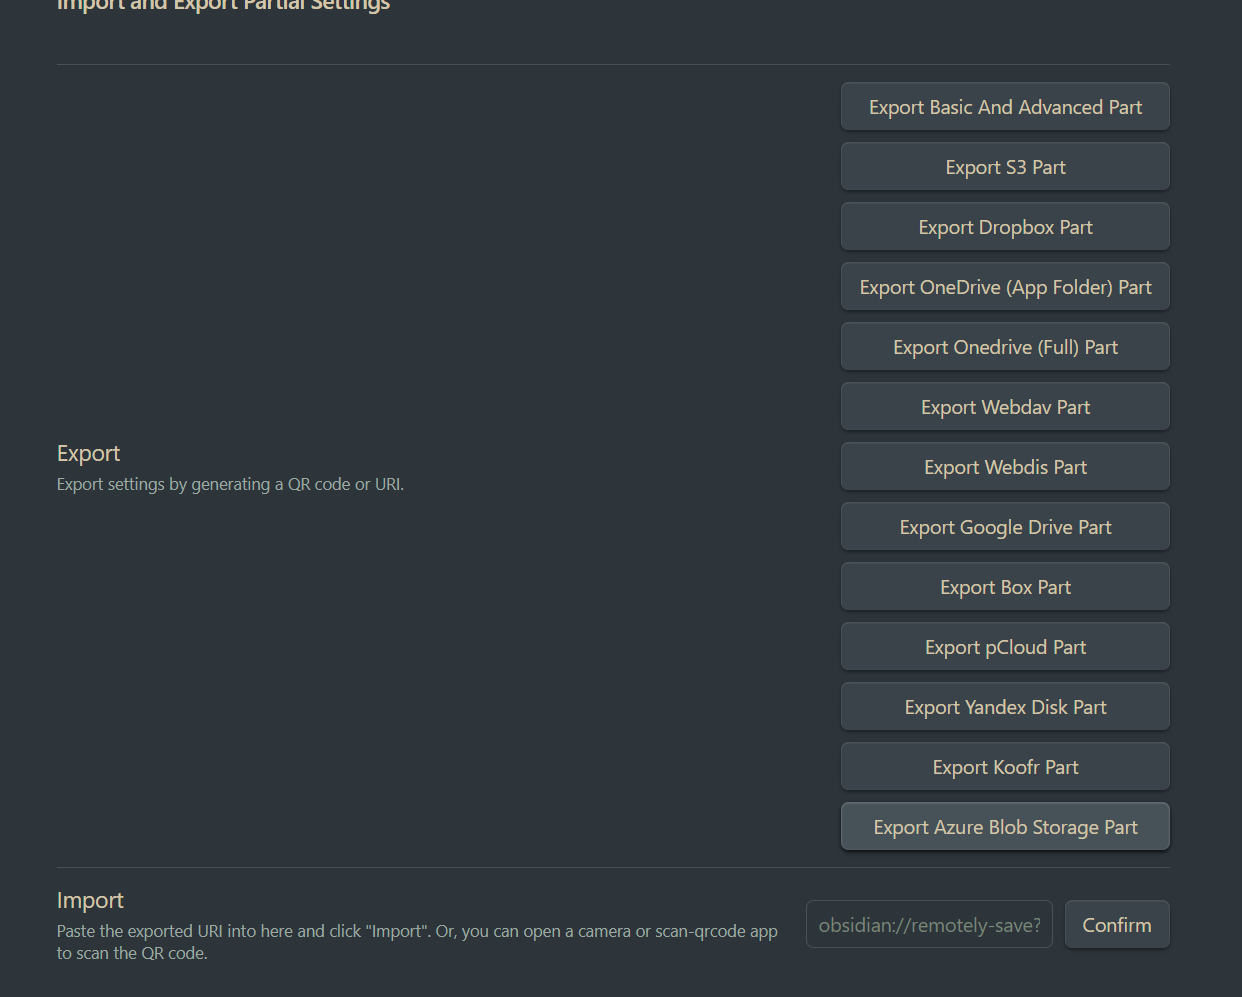 Import and Export Partial Settings
Export Basic And Advanced Part
Export S3 Part
Export Dropbox Part
Export OneDrive (App Folder) Part
Export Onedrive (Full) Part
Export Webdav Part
Export Webdis Part
Export Google Drive Part
Export Box Part
Export pCloud Part
Export Yandex Disk Part
Export Koofr Part
Export Azure Blob Storage Part
Export
Export settings by generating a QR code or URI.
Import
Paste the exported URI into here and click "Import". Or, you can open a camera or scan-qrcode app
to scan the QR code.
obsidian://remotely-save?
Confirm